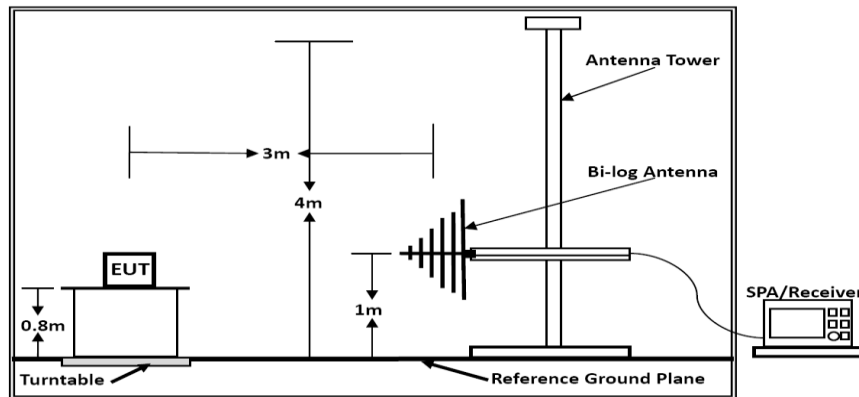 Antenna Tower
3m
Bi-log Antenna
4m
EUT
1m
0.8m
SPA/Receiver
Turntable
Reference Ground Plane